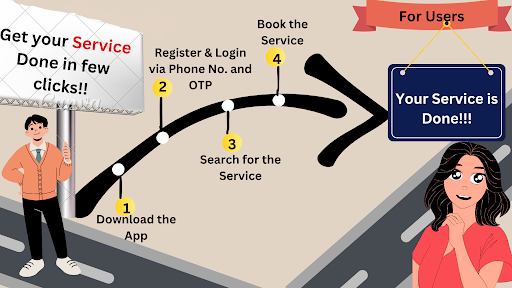 Get your Service
Done in few
clicks!!
For Users
Book the
Service
4
Register & Login
via Phone No. and
OTP
2
Your Service is
Done!!!
3
Search for the
Service
1
Download the
App